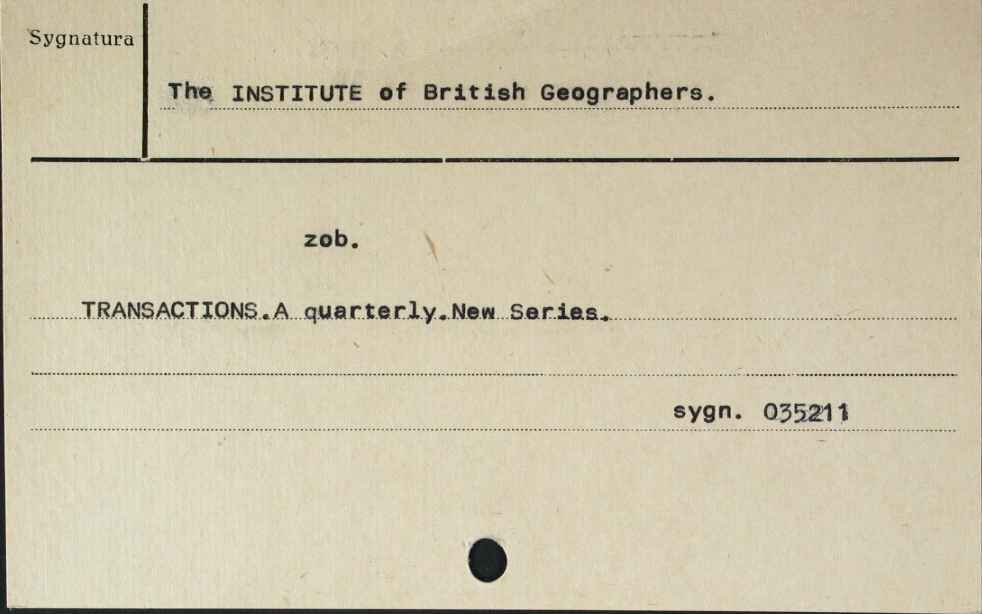 Sygnatura
The INSTITUTE of British Geographers.
zob.
TRANSACTIONS.A quarterly.New Series.
sygn. 035211